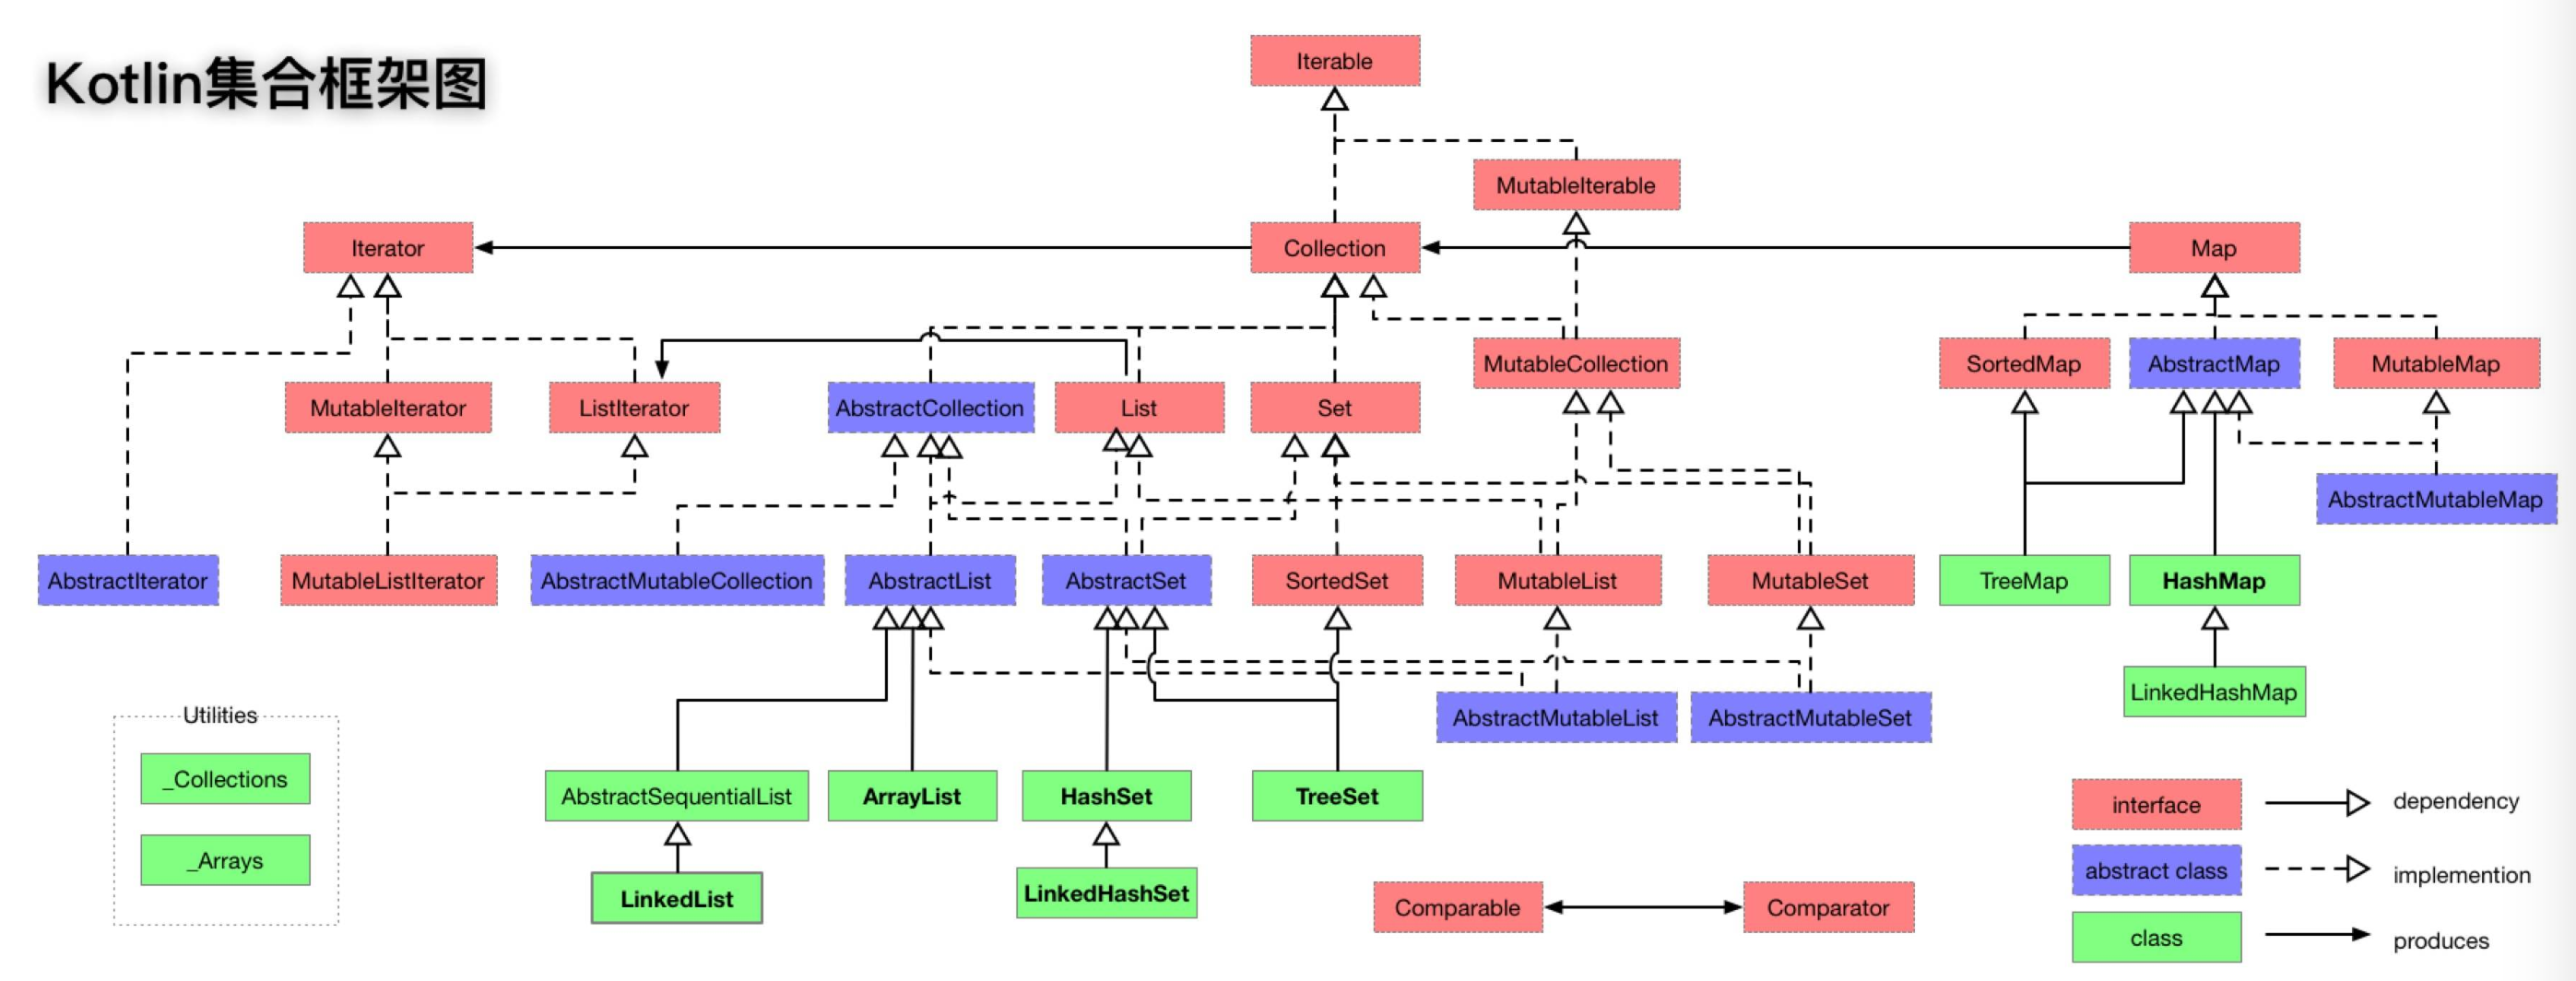 Kotlin集合框架图
Iterable
MutableIterable
Iterator
Collection
Map
MutableIterator
ListIterator
AbstractCollection
List
Set
MutableCollection
SortedMap
AbstractMap
MutableMap
AbstractMutableMap
AbstractIterator
MutableListIterator
AbstractMutableCollection
AbstractList
AbstractSet
SortedSet
MutableList
MutableSet
TreeMap
HashMap
LinkedHashMap
AbstractMutableList
AbstractMutableSet
Utilities
_Collections
_Arrays
AbstractSequentialList
ArrayList
HashSet
TreeSet
LinkedList
LinkedHashSet
Comparable
Comparator
interface
dependency
abstract class
implemention
class
produces